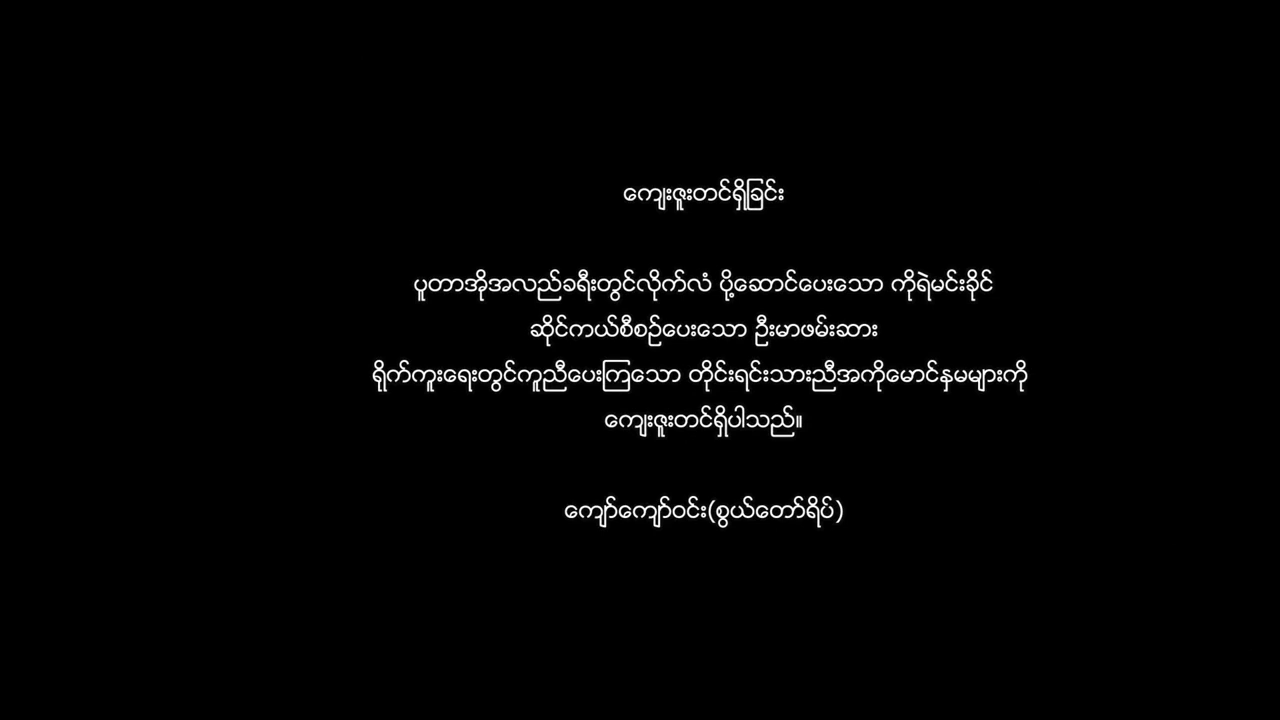 ကျေးဇူးတင်ရှိခြင်း
ပူတာအိုအလည်ခရီးတွင်လိုက်လံ ပို့ဆောင်ပေးသော ကိုရဲမင်းခိုင်
ဆိုင်ကယ်စီစဉ်ပေးသော ဦးမာဖမ်းဆား
ရိုက်ကူးရေးတွင်ကူညီပေးကြသော တိုင်းရင်းသားညီအကိုမောင်နှမများကို
ကျေးဇူးတင်ရှိပါသည်။
ကျော်ကျော်ဝင်း(စွယ်တော်ရိပ်)